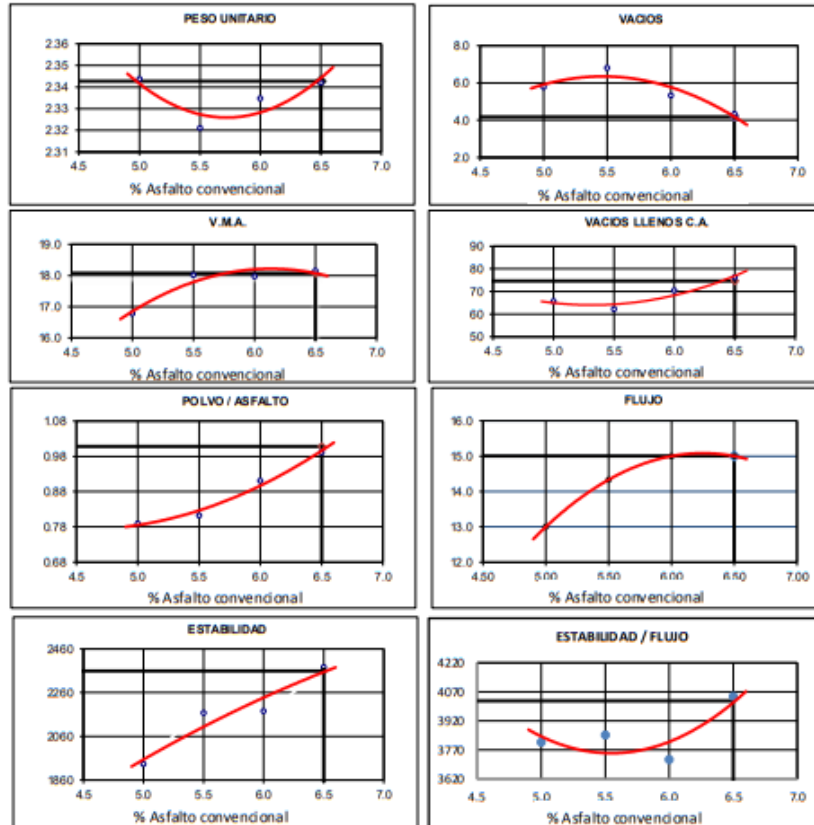 PESO UNITARIO
2.36
2.35
2.34
2.33
2.32
2.31
4.5 5.0 5.5 6.0 6.5 7.0
% Asfalto convencional
VACIOS
8.0
6.0
4.0
2.0
4.5 5.0 5.5 6.0 6.5 7.0
% Asfalto convencional
V.M.A.
19.0
18.0
17.0
16.0
4.5 5.0 5.5 6.0 6.5 7.0
% Asfalto convencional
VACIOS LLENOS C.A.
90
80
70
60
50
4.5 5.0 5.5 6.0 6.5 7.0
% Asfalto convencional
POLVO / ASFALTO
1.08
0.98
0.88
0.78
0.68
4.5 5.0 5.5 6.0 6.5 7.0
% Asfalto convencional
FLUJO
16.0
15.0
14.0
13.0
12.0
4.50 5.00 5.50 6.00 6.50 7.00
% Asfalto convencional
ESTABILIDAD
2460
2260
2060
1860
4.5 5.0 5.5 6.0 6.5 7.0
% Asfalto convencional
ESTABILIDAD / FLUJO
4220
4070
3920
3770
3620
4.5 5.0 5.5 6.0 6.5 7.0
% Asfalto convencional